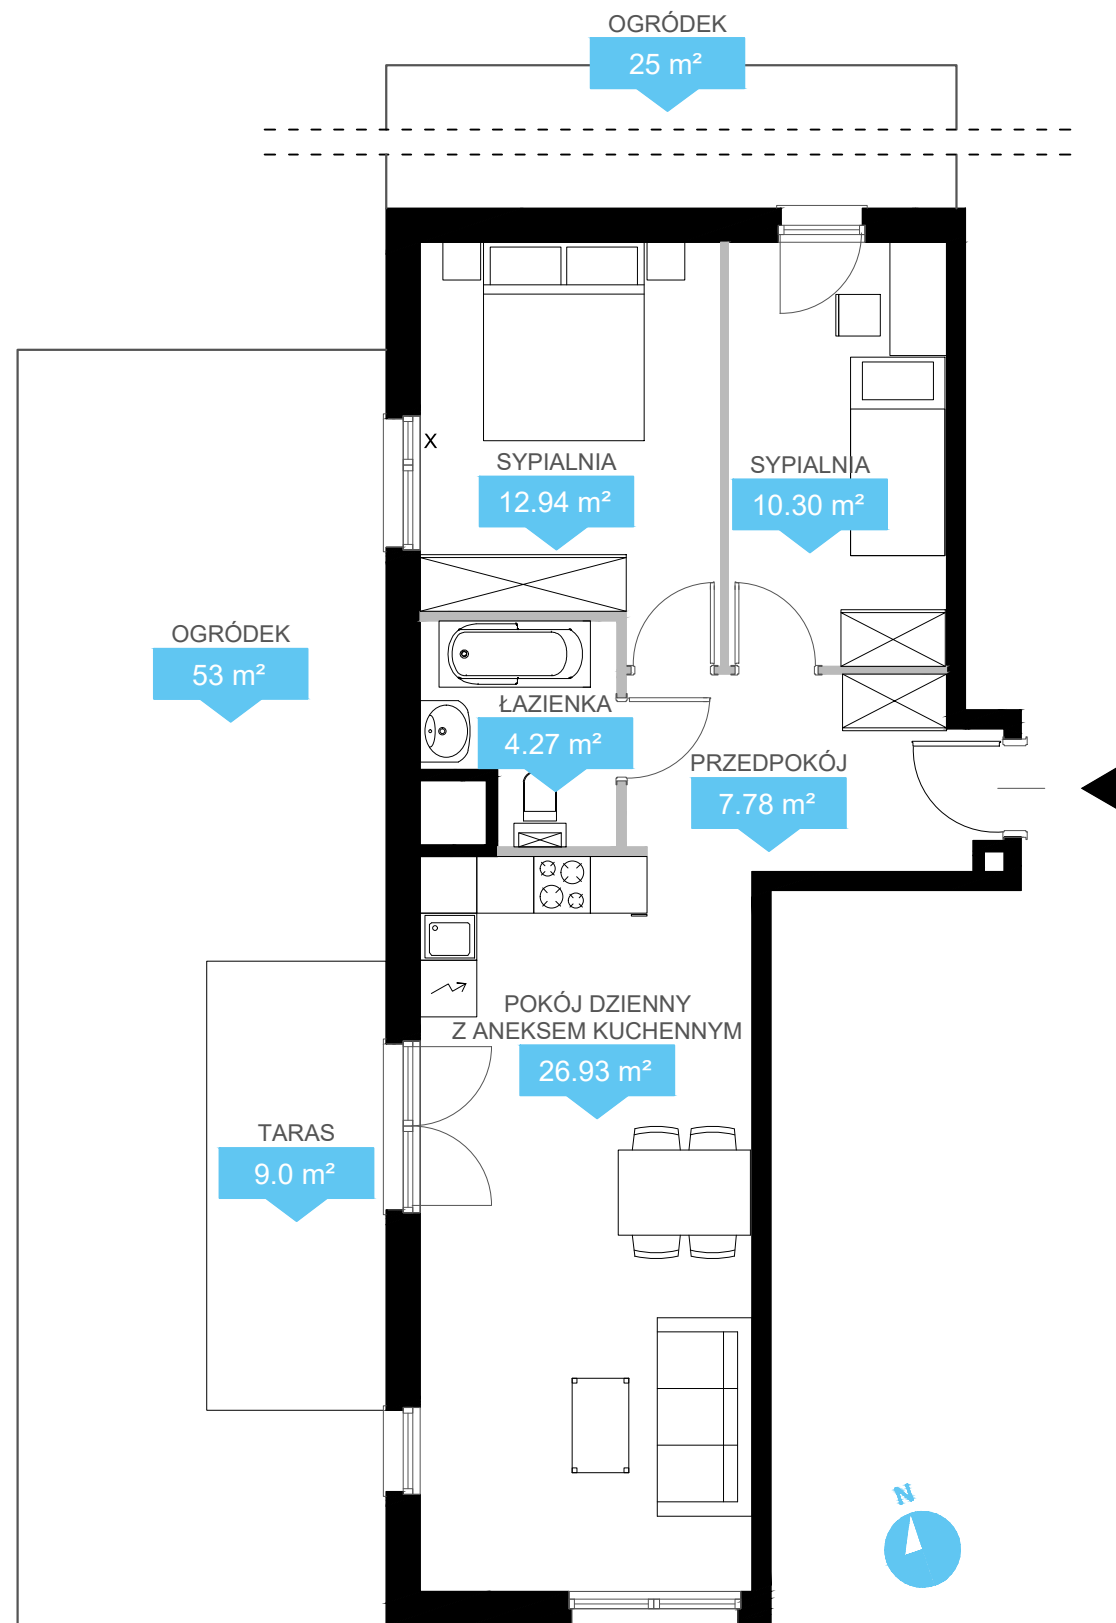 OGRÓDEK
25 m²
X
SYPIALNIA
12.94 m²
SYPIALNIA
10.30 m²
OGRÓDEK
53 m²
ŁAZIENKA
4.27 m²
PRZEDPOKÓJ
7.78 m²
POKÓJ DZIENNY
Z ANEKSEM KUCHENNYM
26.93 m²
TARAS
9.0 m²
N